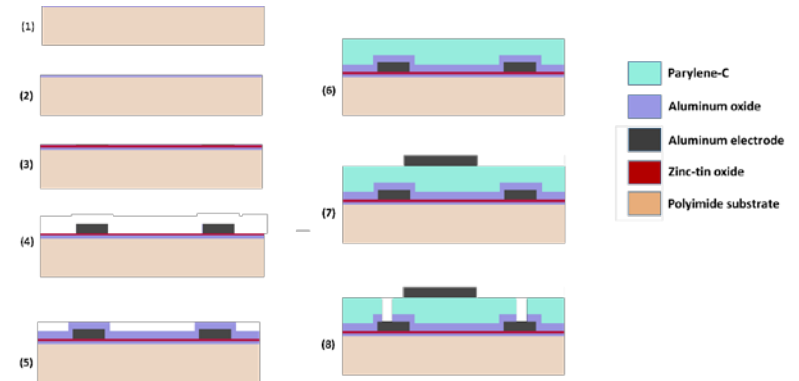 (1)
(2)
(3)
(4)
(5)
(6)
(7)
(8)
Parylene-C
Aluminum oxide
Aluminum electrode
Zinc-tin oxide
Polyimide substrate